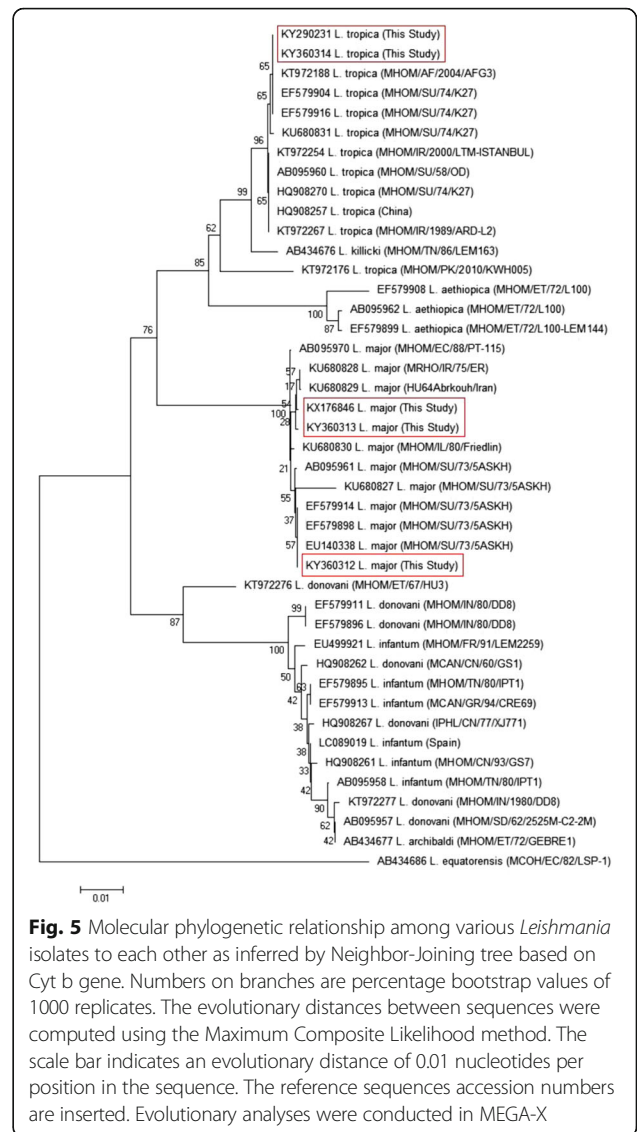 KY290231 L. tropica (This Study)
KY360314 L. tropica (This Study)
65
KT972188 L. tropica (MHOM/AF/2004/AFG3)
65
EF579904 L. tropica (MHOM/SU/74/K27)
EF579916 L. tropica (MHOM/SU/74/K27)
KU680831 L. tropica (MHOM/SU/74/K27)
96
KT972254 L. tropica (MHOM/IR/2000/LTM-ISTANBUL)
AB095960 L. tropica (MHOM/SU/58/OD)
99
HQ908270 L. tropica (MHOM/SU/74/K27)
65
HQ908257 L. tropica (China)
KT972267 L. tropica (MHOM/IR/1989/ARD-L2)
62
AB434676 L. killicki (MHOM/TN/86/LEM163)
85
KT972176 L. tropica (MHOM/PK/2010/KWH005)
EF579908 L. aethiopica (MHOM/ET/72/L100)
100
AB095962 L. aethiopica (MHOM/ET/72/L100)
87
EF579899 L. aethiopica (MHOM/ET/72/L100-LEM144)
76
AB095970 L. major (MHOM/EC/88/PT-115)
57
KU680828 L. major (MRHO/IR/75/ER)
17
KU680829 L. major (HU64Abrkouh/Iran)
54
KX176846 L. major (This Study)
100
28
KY360313 L. major (This Study)
KU680830 L. major (MHOM/IL/80/Friedlin)
21
AB095961 L. major (MHOM/SU/73/5ASKH)
KU680827 L. major (MHOM/SU/73/5ASKH)
55
EF579914 L. major (MHOM/SU/73/5ASKH)
37
EF579898 L. major (MHOM/SU/73/5ASKH)
57
EU140338 L. major (MHOM/SU/73/5ASKH)
KY360312 L. major (This Study)
KT972276 L. donovani (MHOM/ET/67/HU3)
87
99
EF579911 L. donovani (MHOM/IN/80/DD8)
EF579896 L. donovani (MHOM/IN/80/DD8)
100
EU499921 L. infantum (MHOM/FR/91/LEM2259)
50
HQ908262 L. donovani (MCAN/CN/60/GS1)
63
EF579895 L. infantum (MHOM/TN/80/IPT1)
42
EF579913 L. infantum (MCAN/GR/94/CRE69)
38
HQ908267 L. donovani (IPHL/CN/77/XJ771)
38
LC089019 L. infantum (Spain)
33
HQ908261 L. infantum (MHOM/CN/93/GS7)
42
AB095958 L. infantum (MHOM/TN/80/IPT1)
90
KT972277 L. donovani (MHOM/IN/1980/DD8)
62
AB095957 L. donovani (MHOM/SD/62/2525M-C2-2M)
42
AB434677 L. archibaldi (MHOM/ET/72/GEBRE1)
AB434686 L. equatorensis (MCOH/EC/82/LSP-1)
0.01
Fig. 5 Molecular phylogenetic relationship among various Leishmania
isolates to each other as inferred by Neighbor-Joining tree based on
Cyt b gene. Numbers on branches are percentage bootstrap values of
1000 replicates. The evolutionary distances between sequences were
computed using the Maximum Composite Likelihood method. The
scale bar indicates an evolutionary distance of 0.01 nucleotides per
position in the sequence. The reference sequences accession numbers
are inserted. Evolutionary analyses were conducted in MEGA-X